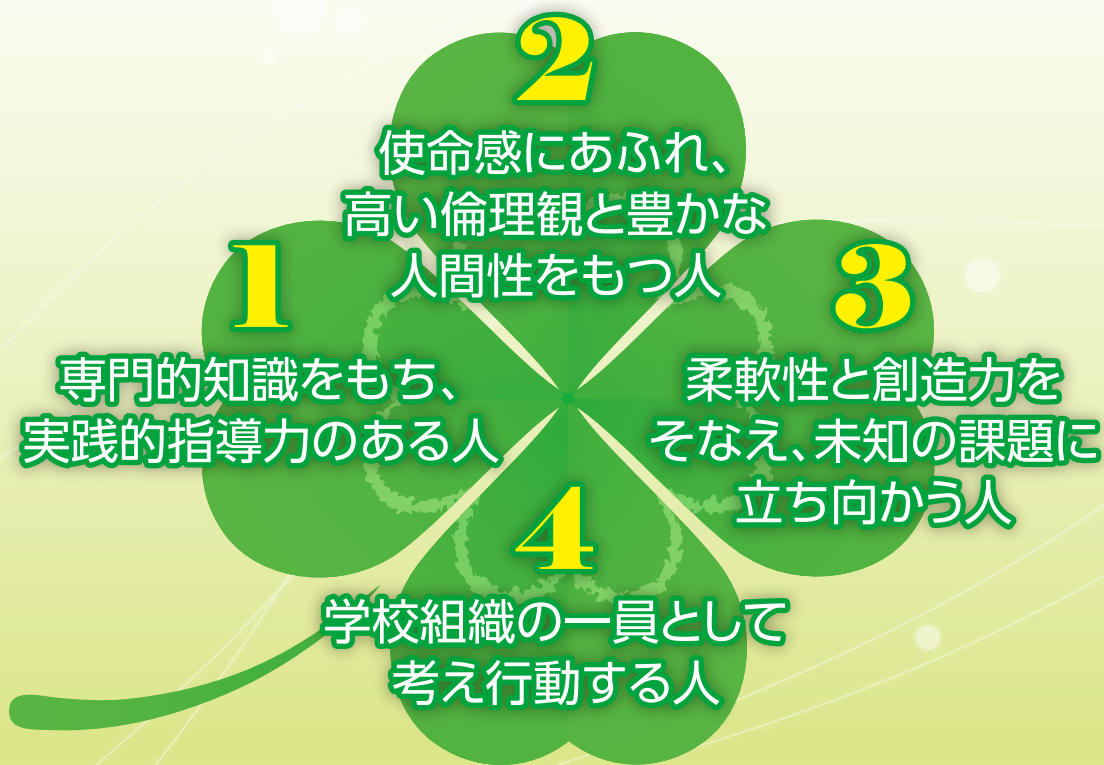 1
専門的知識をもち、
実践的指導力のある人
2
使命感にあふれ、
高い倫理観と豊かな
人間性をもつ人
3
柔軟性と創造力を
そなえ、未知の課題に
立ち向かう人
4
学校組織の一員として
考え行動する人